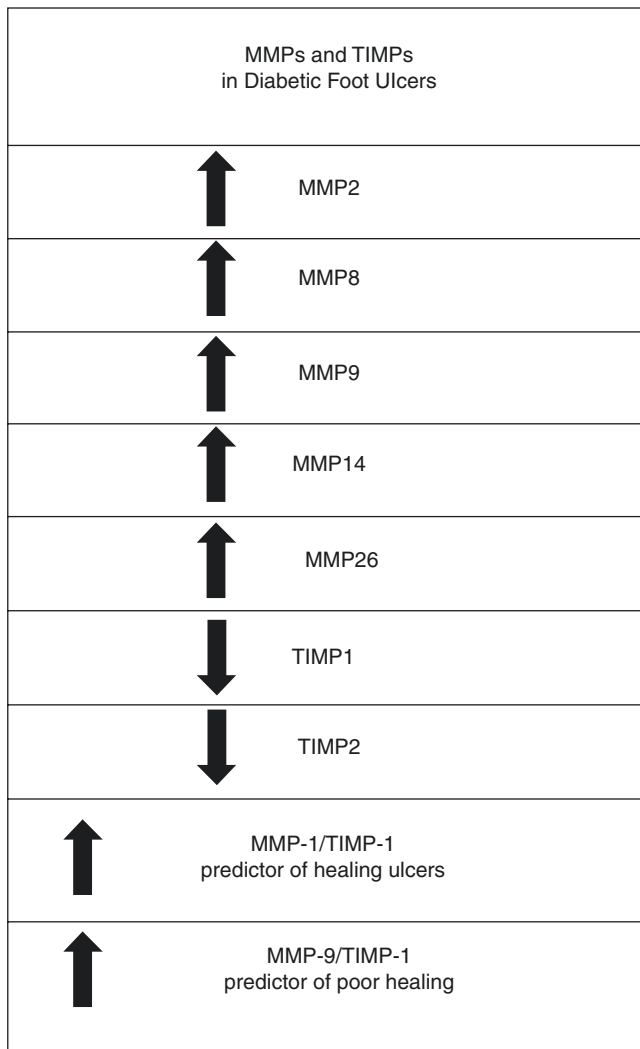 MMPs and TIMPs
in Diabetic Foot Ulcers
MMP2
MMP8
MMP9
MMP14
MMP26
TIMP1
TIMP2
MMP-1/TIMP-1
predictor of healing ulcers
MMP-9/TIMP-1
predictor of poor healing